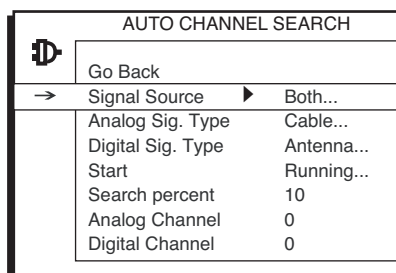 AUTO CHANNEL SEARCH
Go Back
→ Signal Source ▶ Both...
Analog Sig. Type Cable...
Digital Sig. Type Antenna...
Start Running...
Search percent 10
Analog Channel 0
Digital Channel 0